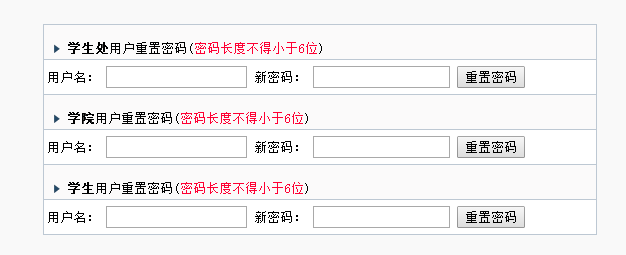 学生处用户重置密码(密码长度不得小于6位)
用户名： 新密码： 重置密码
学院用户重置密码(密码长度不得小于6位)
用户名： 新密码： 重置密码
学生用户重置密码(密码长度不得小于6位)
用户名： 新密码： 重置密码